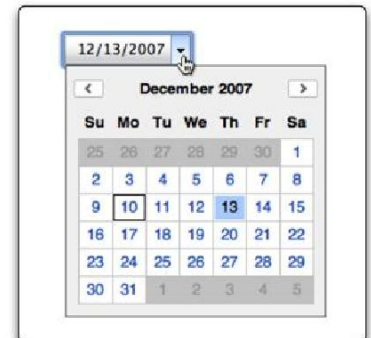 12/13/2007
< December 2007 >
Su Mo Tu We Th Fr Sa
25 26 27 28 29 30 1
2 3 4 5 6 7 8
9 10 11 12 13 14 15
16 17 18 19 20 21 22
23 24 25 26 27 28 29
30 31 1 2 3 4 5